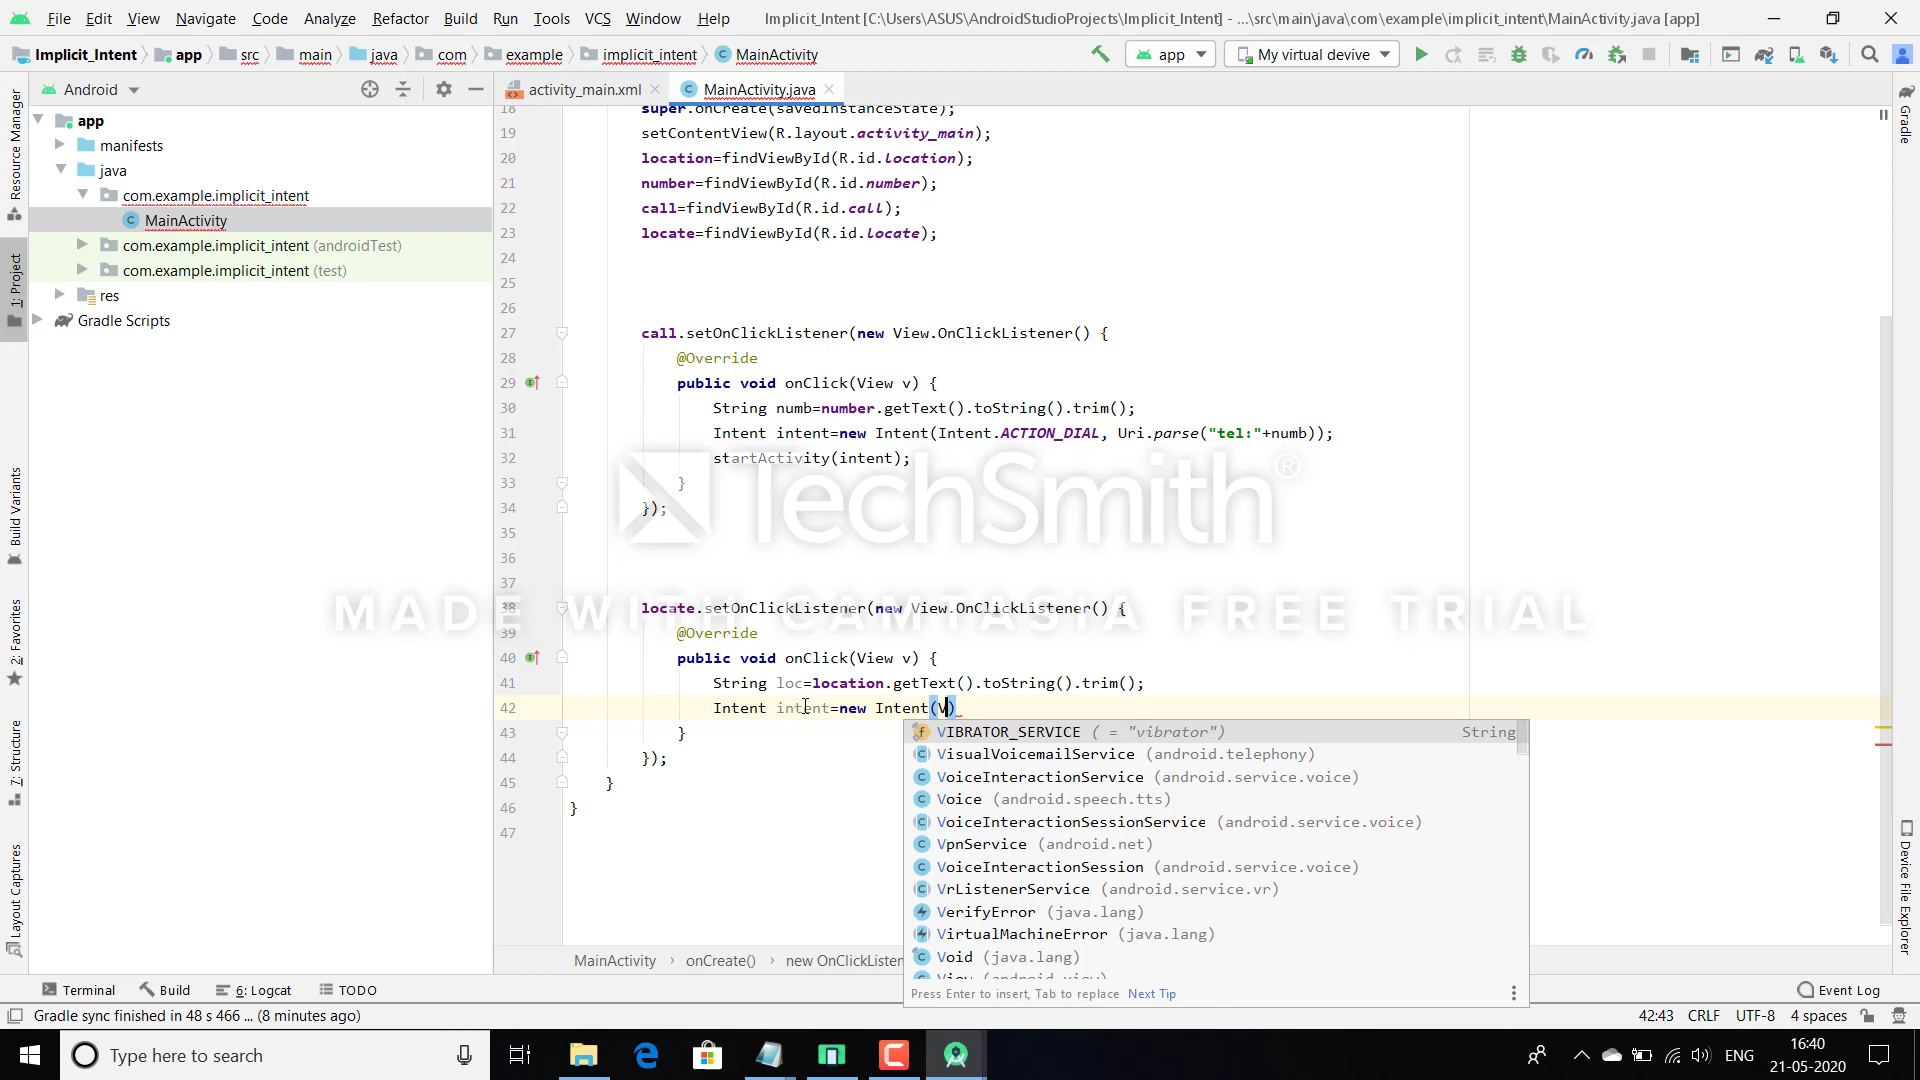 File Edit View Navigate Code Analyze Refactor Build Run Tools VCS Window Help Implicit_Intent [C:\Users\ASUS\AndroidStudioProjects\Implicit_Intent] - ...\src\main\java\com\example\implicit_intent\MainActivity.java [app]
Implicit_Intent app src main java com example implicit_intent MainActivity app My virtual devive
Android activity_main.xml MainActivity.java
app
manifests
java
com.example.implicit_intent
MainActivity
com.example.implicit_intent (androidTest)
com.example.implicit_intent (test)
res
Gradle Scripts
Resource Manager
1: Project
Build Variants
2: Favorites
7: Structure
Layout Captures
18 super.onCreate(savedInstanceState);
19 setContentView(R.layout.activity_main);
20 location=findViewById(R.id.location);
21 number=findViewById(R.id.number);
22 call=findViewById(R.id.call);
23 locate=findViewById(R.id.locate);
24
25
26
27 call.setOnClickListener(new View.OnClickListener() {
28 @Override
29 public void onClick(View v) {
30 String numb=number.getText().toString().trim();
31 Intent intent=new Intent(Intent.ACTION_DIAL, Uri.parse("tel:"+numb));
32 startActivity(intent);
33 }
34 });
35
36
37
38 locate.setOnClickListener(new View.OnClickListener() {
39 @Override
40 public void onClick(View v) {
41 String loc=location.getText().toString().trim();
42 Intent intent=new Intent(V)
43 }
44 });
45 }
46 }
47
TechSmith®
MADE WITH CAMTASIA FREE TRIAL
VIBRATOR_SERVICE ( = "vibrator") String
VisualVoicemailService (android.telephony)
VoiceInteractionService (android.service.voice)
Voice (android.speech.tts)
VoiceInteractionSessionService (android.service.voice)
VpnService (android.net)
VoiceInteractionSession (android.service.voice)
VrListenerService (android.service.vr)
VerifyError (java.lang)
VirtualMachineError (java.lang)
Void (java.lang)
View (android.view)
Press Enter to insert, Tab to replace Next Tip
MainActivity onCreate() new OnClickListen
Gradle
Device File Explorer
Terminal Build 6: Logcat TODO Event Log
Gradle sync finished in 48 s 466 ... (8 minutes ago) 42:43 CRLF UTF-8 4 spaces
Type here to search ENG 16:40
21-05-2020